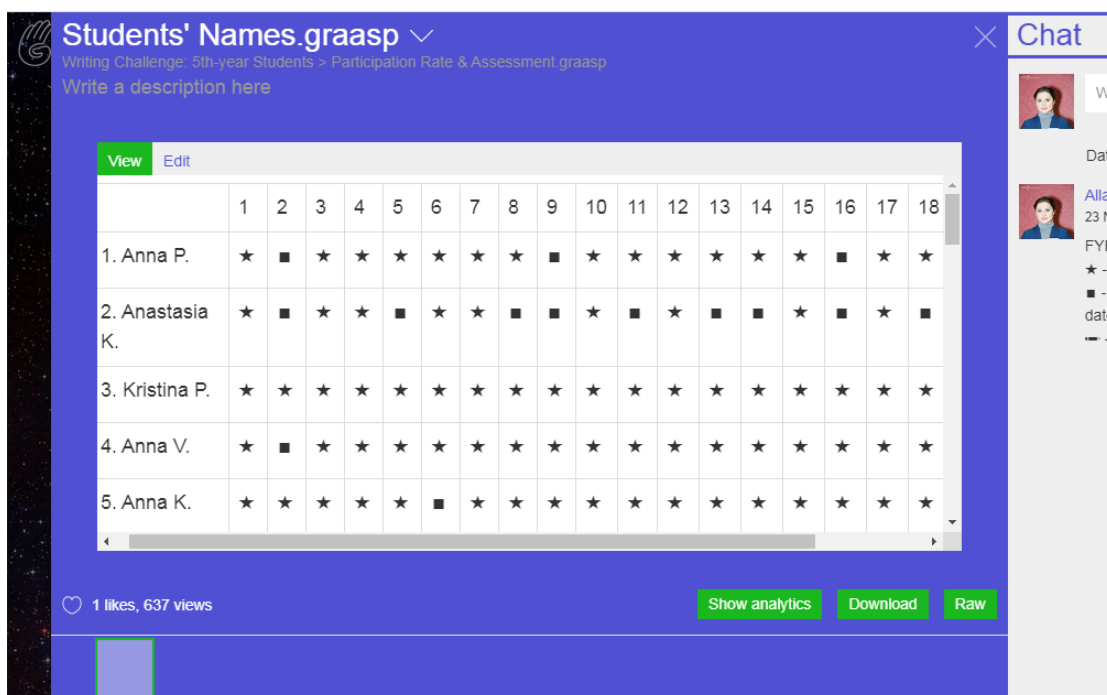 Students' Names.graasp
Writing Challenge: 5th-year Students > Participation Rate & Assessment.graasp
Write a description here
View Edit
1 2 3 4 5 6 7 8 9 10 11 12 13 14 15 16 17 18
1. Anna P. ★ ■ ★ ★ ★ ★ ★ ★ ■ ★ ★ ★ ★ ★ ★ ■ ★ ★
2. Anastasia ★ ■ ★ ★ ■ ★ ★ ■ ■ ★ ■ ★ ■ ■ ★ ■ ★ ■
K.
3. Kristina P. ★ ★ ★ ★ ★ ★ ★ ★ ★ ★ ★ ★ ★ ★ ★ ★ ★ ★
4. Anna V. ★ ■ ★ ★ ★ ★ ★ ★ ★ ★ ★ ★ ★ ★ ★ ★ ★ ★
5. Anna K. ★ ★ ★ ★ ★ ■ ★ ★ ★ ★ ★ ★ ★ ★ ★ ★ ★ ★
1 likes, 637 views
Show analytics Download Raw
Chat
23
★ -
■ -